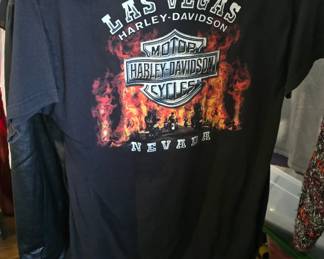 LAS VEGAS
HARLEY-DAVIDSON
MOTOR
HARLEY-DAVIDSON
CYCLES
NEVADA